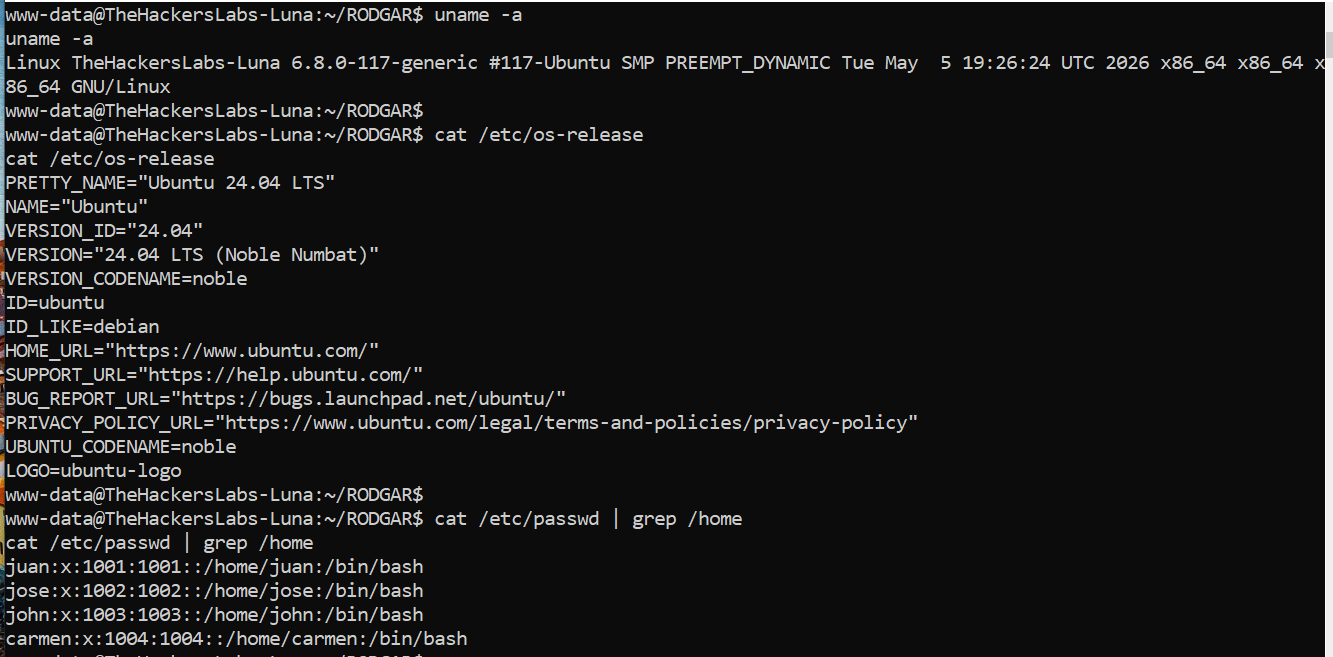 www-data@TheHackersLabs-Luna:~/RODGAR$ uname -a
uname -a
Linux TheHackersLabs-Luna 6.8.0-117-generic #117-Ubuntu SMP PREEMPT_DYNAMIC Tue May  5 19:26:24 UTC 2026 x86_64 x86_64 x
86_64 GNU/Linux
www-data@TheHackersLabs-Luna:~/RODGAR$
www-data@TheHackersLabs-Luna:~/RODGAR$ cat /etc/os-release
cat /etc/os-release
PRETTY_NAME="Ubuntu 24.04 LTS"
NAME="Ubuntu"
VERSION_ID="24.04"
VERSION="24.04 LTS (Noble Numbat)"
VERSION_CODENAME=noble
ID=ubuntu
ID_LIKE=debian
HOME_URL="https://www.ubuntu.com/"
SUPPORT_URL="https://help.ubuntu.com/"
BUG_REPORT_URL="https://bugs.launchpad.net/ubuntu/"
PRIVACY_POLICY_URL="https://www.ubuntu.com/legal/terms-and-policies/privacy-policy"
UBUNTU_CODENAME=noble
LOGO=ubuntu-logo
www-data@TheHackersLabs-Luna:~/RODGAR$
www-data@TheHackersLabs-Luna:~/RODGAR$ cat /etc/passwd | grep /home
cat /etc/passwd | grep /home
juan:x:1001:1001::/home/juan:/bin/bash
jose:x:1002:1002::/home/jose:/bin/bash
john:x:1003:1003::/home/john:/bin/bash
carmen:x:1004:1004::/home/carmen:/bin/bash